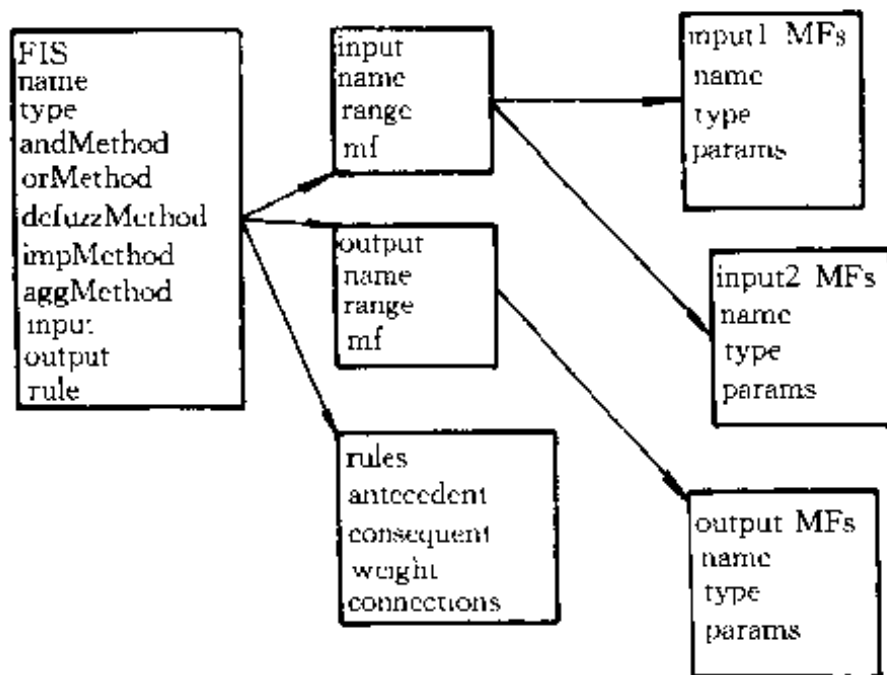 FIS
name
type
andMethod
orMethod
defuzzMethod
impMethod
aggMethod
input
output
rule
input
name
range
mf
output
name
range
mf
rules
antecedent
consequent
weight
connections
input1 MFs
name
type
params
input2 MFs
name
type
params
output MFs
name
type
params